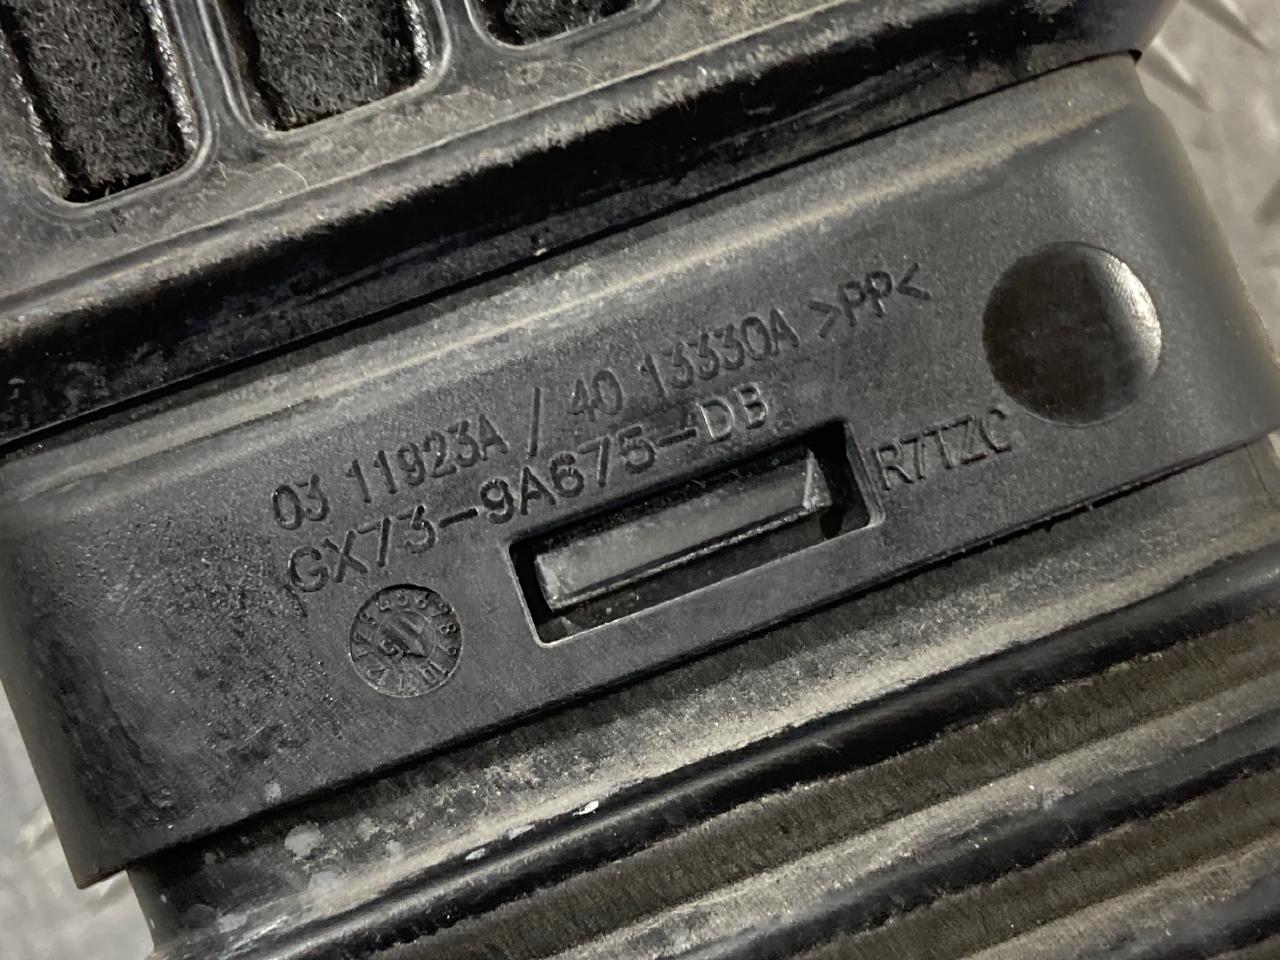 03 11923A / 40 13330A >PP<
GX73-9A675-DB
R7TZC